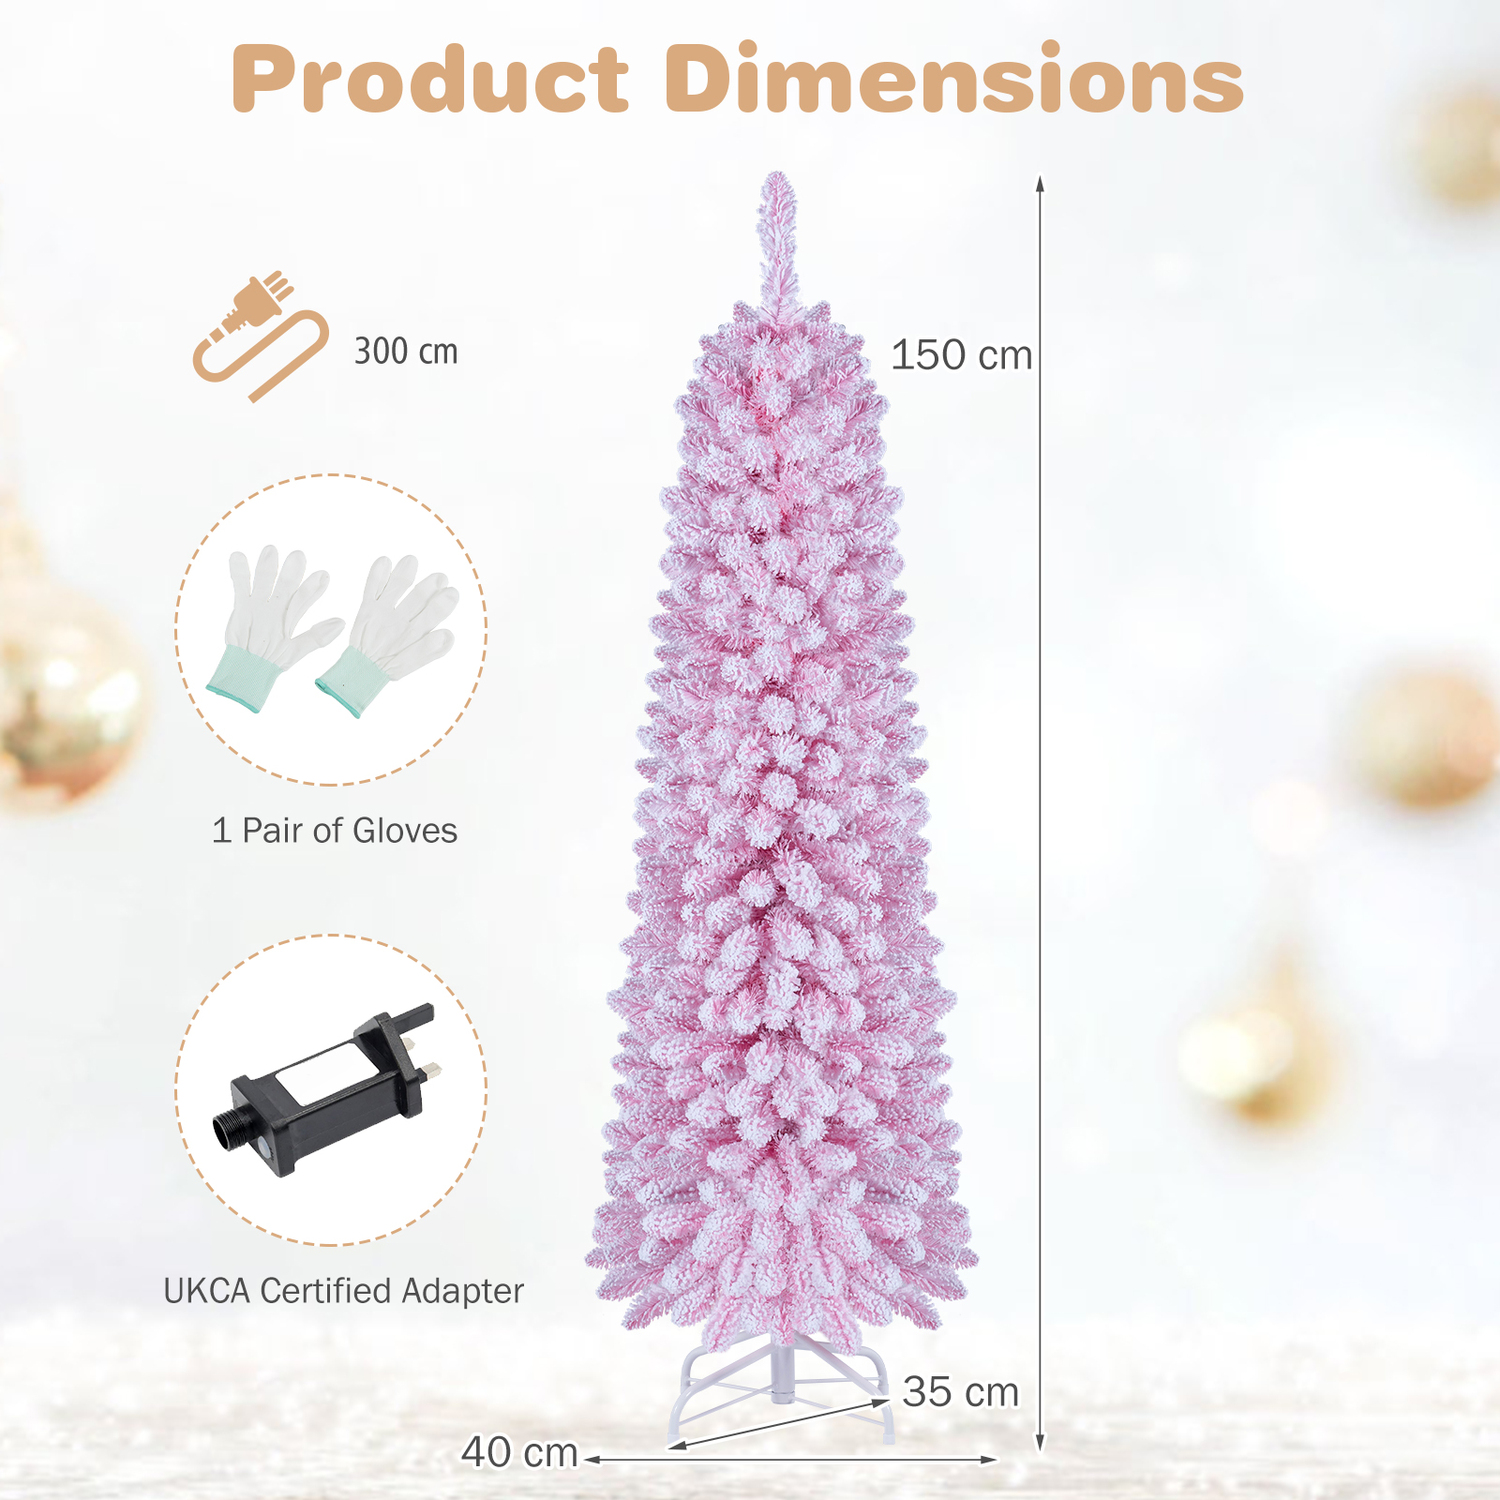 Product Dimensions
300 cm
150 cm
1 Pair of Gloves
UKCA Certified Adapter
35 cm
40 cm